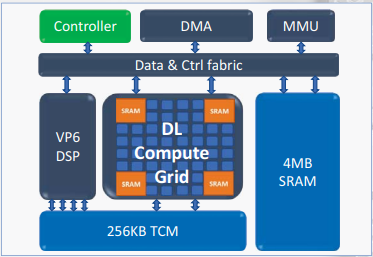 Controller
DMA
MMU
Data & Ctrl fabric
VP6
DSP
SRAM
SRAM
DL
Compute
Grid
SRAM
SRAM
4MB
SRAM
256KB TCM